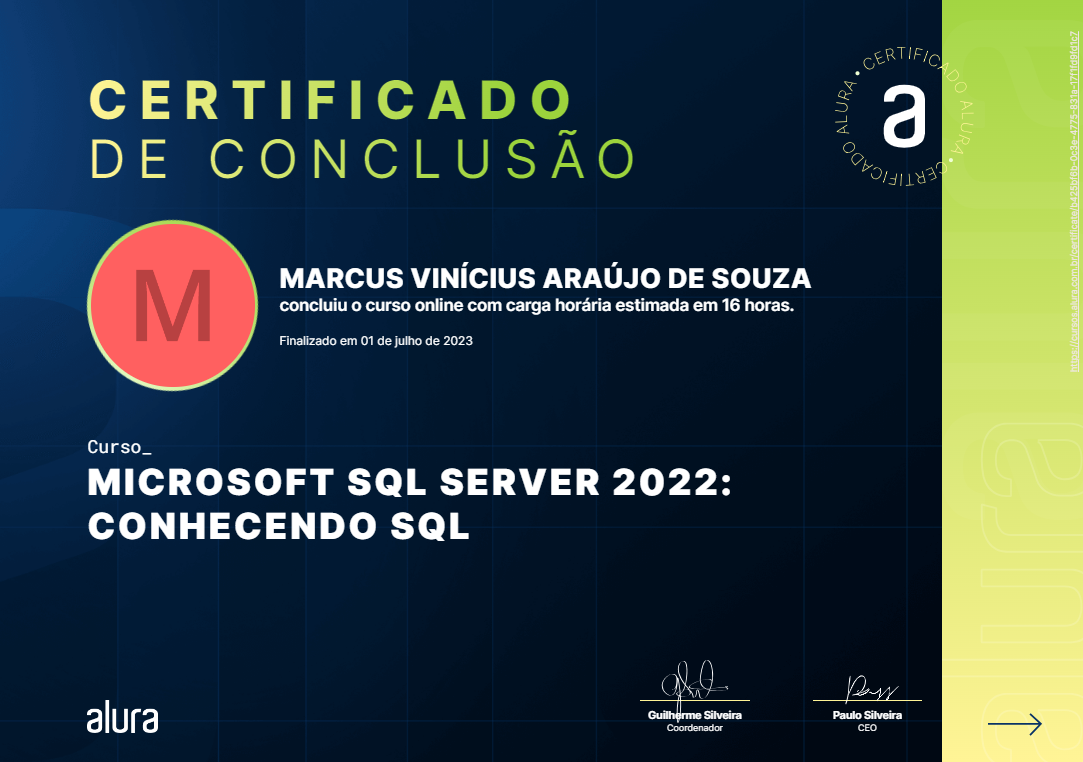 CERTIFICADO
DE CONCLUSÃO
CERTIFICADO ALURA • CERTIFICADO ALURA •
a
M
MARCUS VINÍCIUS ARAÚJO DE SOUZA
concluiu o curso online com carga horária estimada em 16 horas.
Finalizado em 01 de julho de 2023
Curso_
MICROSOFT SQL SERVER 2022:
CONHECENDO SQL
alura
Guilherme Silveira
Coordenador
Paulo Silveira
CEO
alura